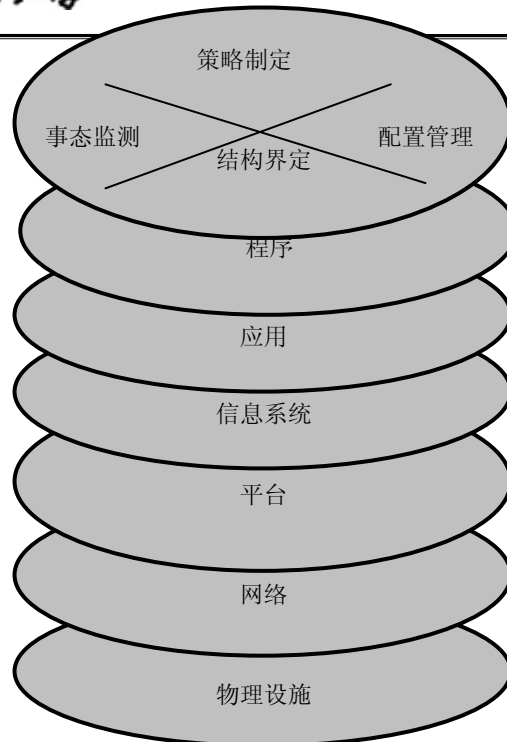 策略制定
事态监测
配置管理
结构界定
程序
应用
信息系统
平台
网络
物理设施